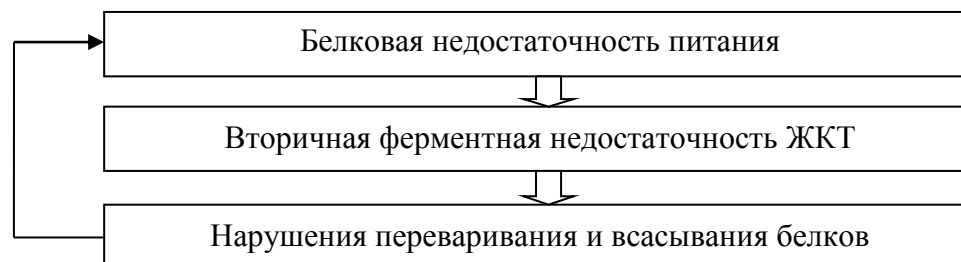 Белковая недостаточность питания
Вторичная ферментная недостаточность ЖКТ
Нарушения переваривания и всасывания белков